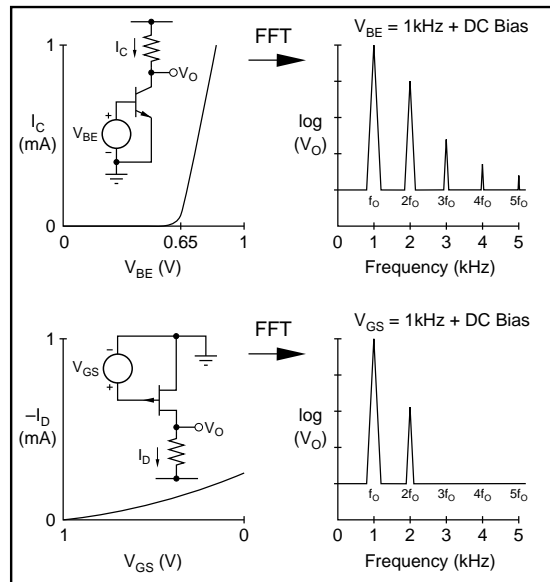 FFT
V_BE = 1kHz + DC Bias
1
I_C
V_O
I_C
(mA)
+
V_BE
–
0
0
0.65
1
V_BE (V)
log
(V_O)
f_O
2f_O
3f_O
4f_O
5f_O
0
1
2
3
4
5
Frequency (kHz)
FFT
V_GS = 1kHz + DC Bias
1
–
V_GS
+
–I_D
(mA)
V_O
I_D
0
1
0
V_GS (V)
log
(V_O)
f_O
2f_O
3f_O
4f_O
5f_O
0
1
2
3
4
5
Frequency (kHz)